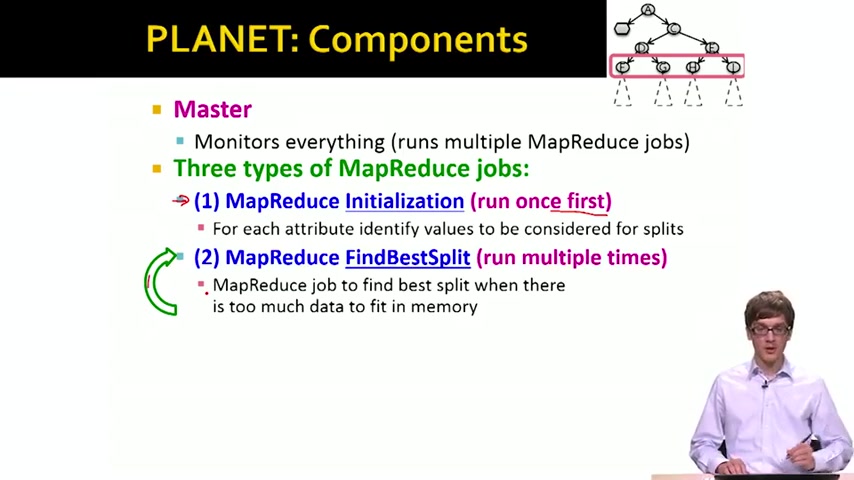 PLANET: Components
A
C
D
E
F
G
H
I
Master
Monitors everything (runs multiple MapReduce jobs)
Three types of MapReduce jobs:
(1) MapReduce Initialization (run once first)
For each attribute identify values to be considered for splits
(2) MapReduce FindBestSplit (run multiple times)
MapReduce job to find best split when there
is too much data to fit in memory